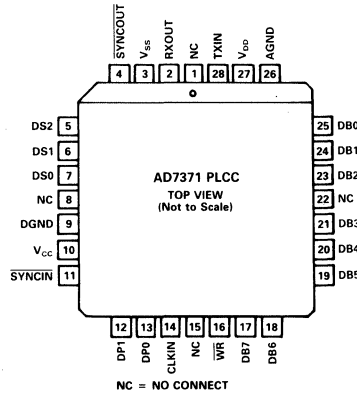 SYNCOUT
VSS
RXOUT
NC
TXIN
VDD
AGND
4 3 2 1 28 27 26
DS2 5
DS1 6
DS0 7
NC 8
DGND 9
VCC 10
SYNCIN 11
AD7371 PLCC
TOP VIEW
(Not to Scale)
25 DB0
24 DB1
23 DB2
22 NC
21 DB3
20 DB4
19 DB5
12 13 14 15 16 17 18
DP1
DP0
CLKIN
NC
WR
DB7
DB6
NC = NO CONNECT